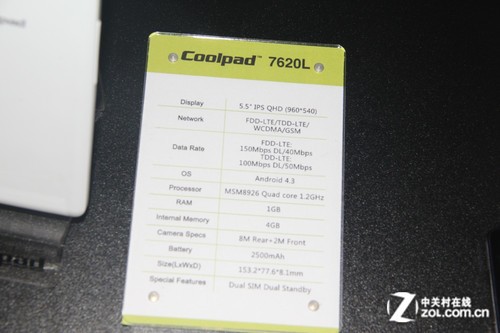 Coolpad™ 7620L
Display 5.5" IPS QHD (960*540)
Network FDD-LTE/TDD-LTE/
WCDMA/GSM
Data Rate FDD-LTE:
150Mbps DL/40Mbps
TDD-LTE:
100Mbps DL/50Mbps
OS Android 4.3
Processor MSM8926 Quad core 1.2GHz
RAM 1GB
Internal Memory 4GB
Camera Specs 8M Rear+2M Front
Battery 2500mAh
Size(LxWxD) 153.2*77.6*8.1mm
Special Features Dual SIM Dual Standby
Z 中关村在线
zol.com.cn